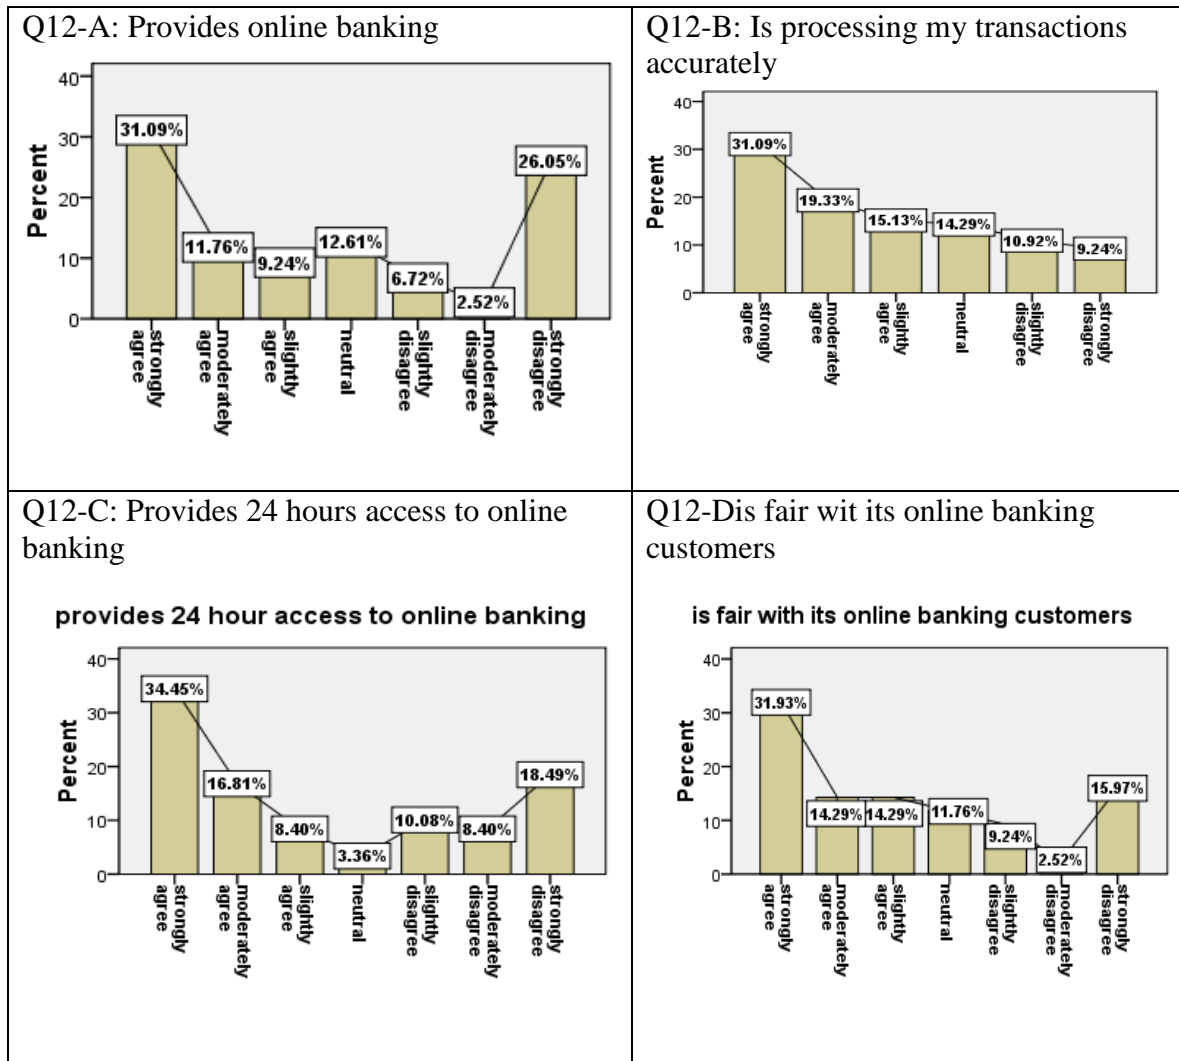 Q12-A: Provides online banking
40
30
20
10
0
Percent
31.09%
11.76%
9.24%
12.61%
6.72%
2.52%
26.05%
strongly
agree
moderately
agree
slightly
agree
neutral
slightly
disagree
moderately
disagree
strongly
disagree
Q12-B: Is processing my transactions
accurately
40
30
20
10
0
Percent
31.09%
19.33%
15.13%
14.29%
10.92%
9.24%
strongly
agree
moderately
agree
slightly
agree
neutral
slightly
disagree
strongly
disagree
Q12-C: Provides 24 hours access to online
banking
provides 24 hour access to online banking
40
30
20
10
0
Percent
34.45%
16.81%
8.40%
3.36%
10.08%
8.40%
18.49%
strongly
agree
moderately
agree
slightly
agree
neutral
slightly
disagree
moderately
disagree
strongly
disagree
Q12-Dis fair wit its online banking
customers
is fair with its online banking customers
40
30
20
10
0
Percent
31.93%
14.29%
14.29%
11.76%
9.24%
2.52%
15.97%
strongly
agree
moderately
agree
slightly
agree
neutral
slightly
disagree
moderately
disagree
strongly
disagree